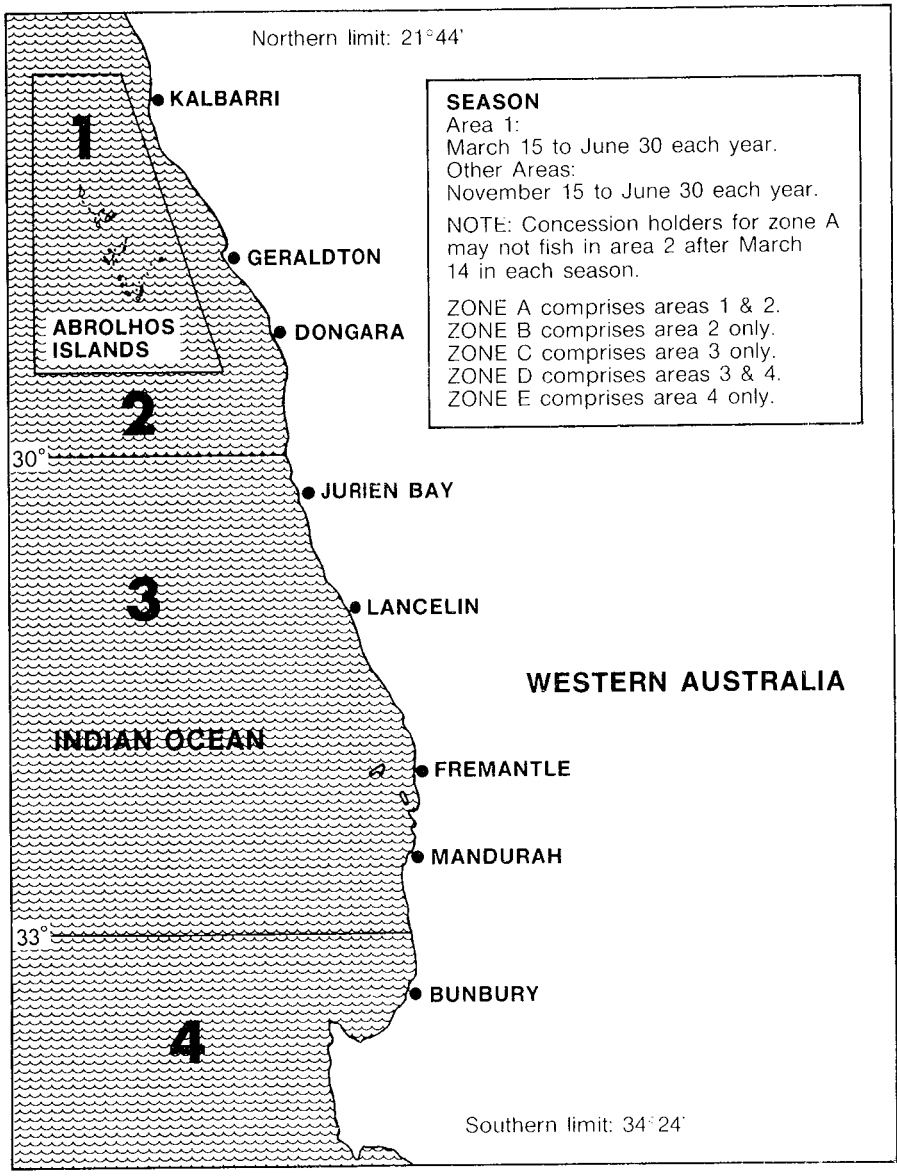 Northern limit: 21°44'
KALBARRI
SEASON
Area 1:
March 15 to June 30 each year.
Other Areas:
November 15 to June 30 each year.
NOTE: Concession holders for zone A
may not fish in area 2 after March
14 in each season.
ZONE A comprises areas 1 & 2.
ZONE B comprises area 2 only.
ZONE C comprises area 3 only.
ZONE D comprises areas 3 & 4.
ZONE E comprises area 4 only.
1
GERALDTON
ABROLHOS
ISLANDS
DONGARA
2
30°
JURIEN BAY
3
LANCELIN
WESTERN AUSTRALIA
INDIAN OCEAN
FREMANTLE
MANDURAH
33°
BUNBURY
4
Southern limit: 34°24'